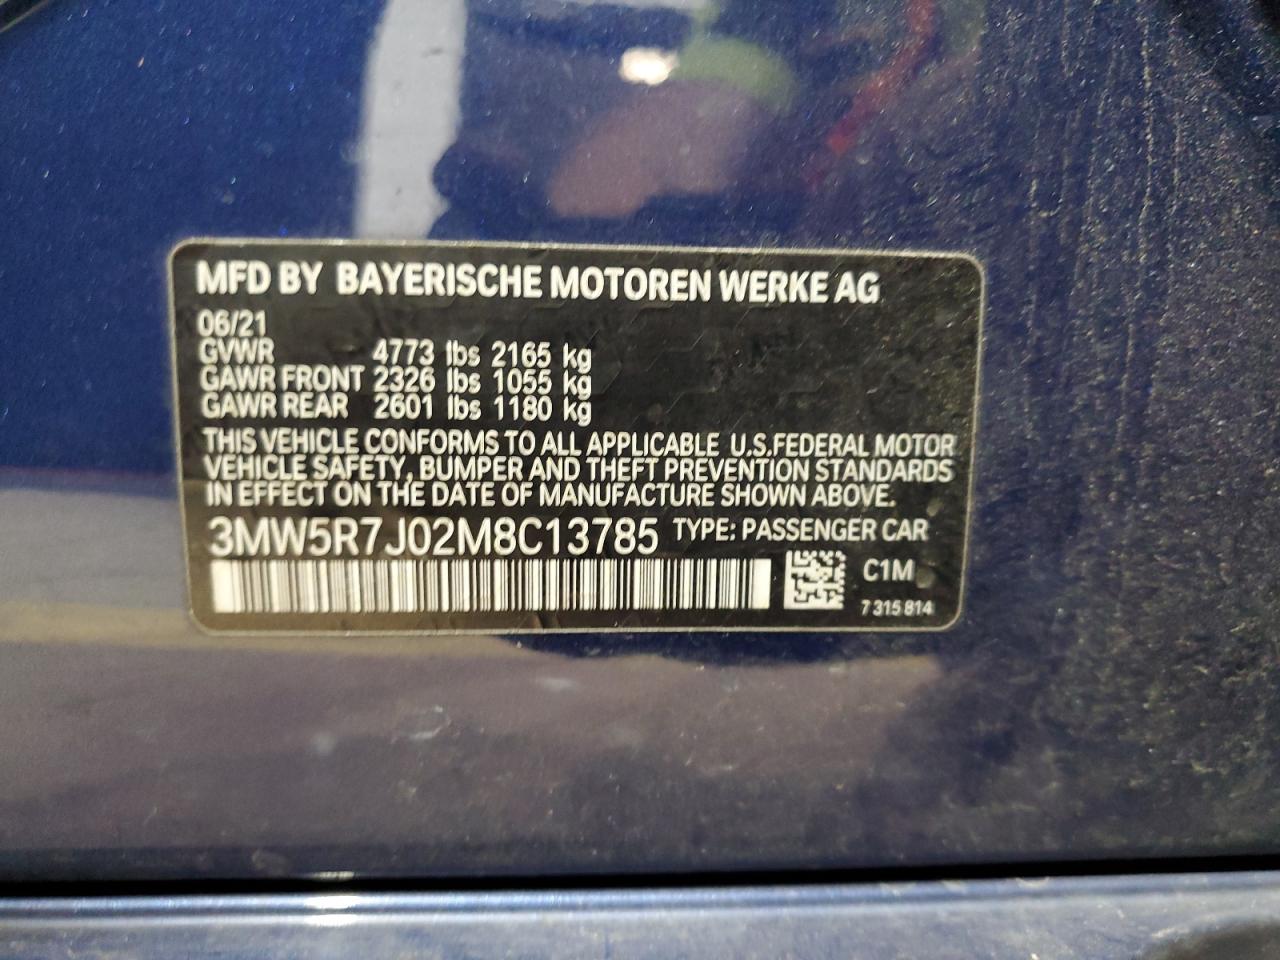 MFD BY BAYERISCHE MOTOREN WERKE AG
06/21
GVWR 4773 lbs 2165 kg
GAWR FRONT 2326 lbs 1055 kg
GAWR REAR 2601 lbs 1180 kg
THIS VEHICLE CONFORMS TO ALL APPLICABLE U.S.FEDERAL MOTOR
VEHICLE SAFETY, BUMPER AND THEFT PREVENTION STANDARDS
IN EFFECT ON THE DATE OF MANUFACTURE SHOWN ABOVE.
3MW5R7J02M8C13785 TYPE: PASSENGER CAR
C1M
7 315 814